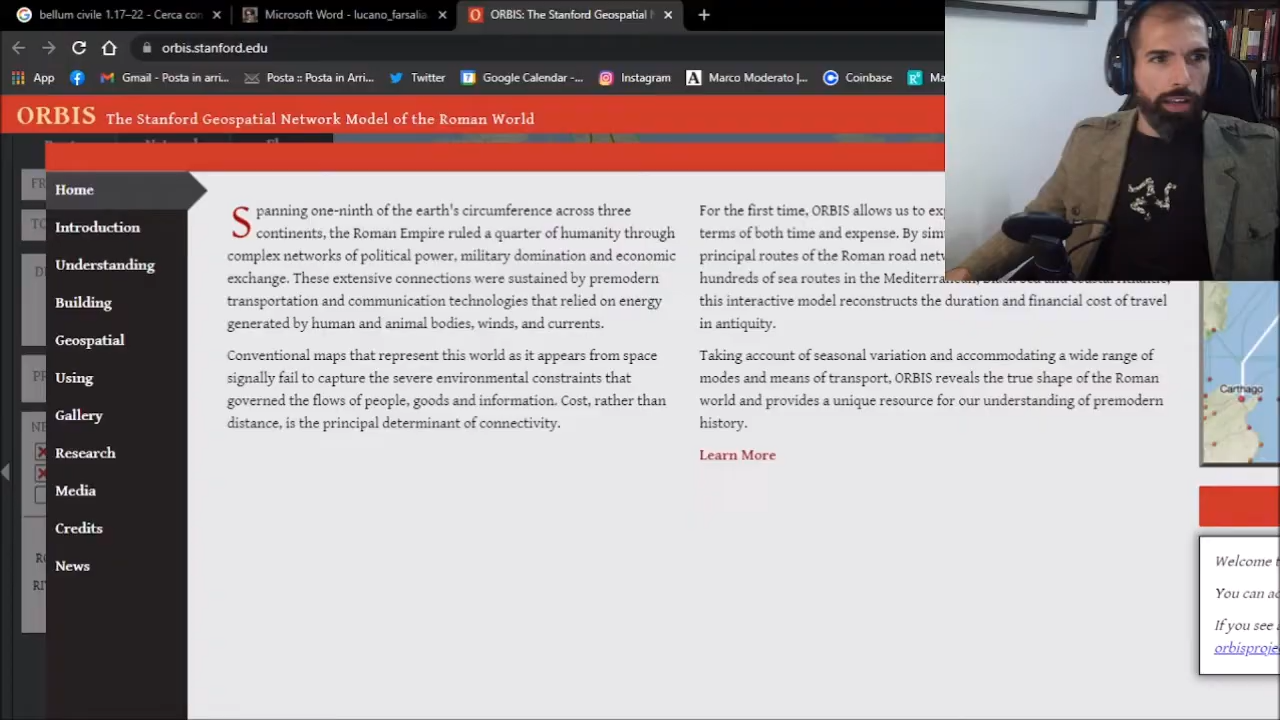 bellum civile 1.17–22 - Cerca con
Microsoft Word - lucano_farsalia
ORBIS: The Stanford Geospatial N
orbis.stanford.edu
App
Gmail - Posta in arri...
Posta :: Posta in Arri...
Twitter
Google Calendar -...
Instagram
Marco Moderato |...
Coinbase
Ma
ORBIS The Stanford Geospatial Network Model of the Roman World
Home
Introduction
Understanding
Building
Geospatial
Using
Gallery
Research
Media
Credits
News
Spanning one-ninth of the earth's circumference across three
continents, the Roman Empire ruled a quarter of humanity through
complex networks of political power, military domination and economic
exchange. These extensive connections were sustained by premodern
transportation and communication technologies that relied on energy
generated by human and animal bodies, winds, and currents.
Conventional maps that represent this world as it appears from space
signally fail to capture the severe environmental constraints that
governed the flows of people, goods and information. Cost, rather than
distance, is the principal determinant of connectivity.
For the first time, ORBIS allows us to
terms of both time and expense. By
principal routes of the Roman road
hundreds of sea routes in the
this interactive model reconstructs the duration and financial cost of travel
in antiquity.
Taking account of seasonal variation and accommodating a wide range of
modes and means of transport, ORBIS reveals the true shape of the Roman
world and provides a unique resource for our understanding of premodern
history.
Learn More
Carthago
Welcome
You can
If you see
orbisproje